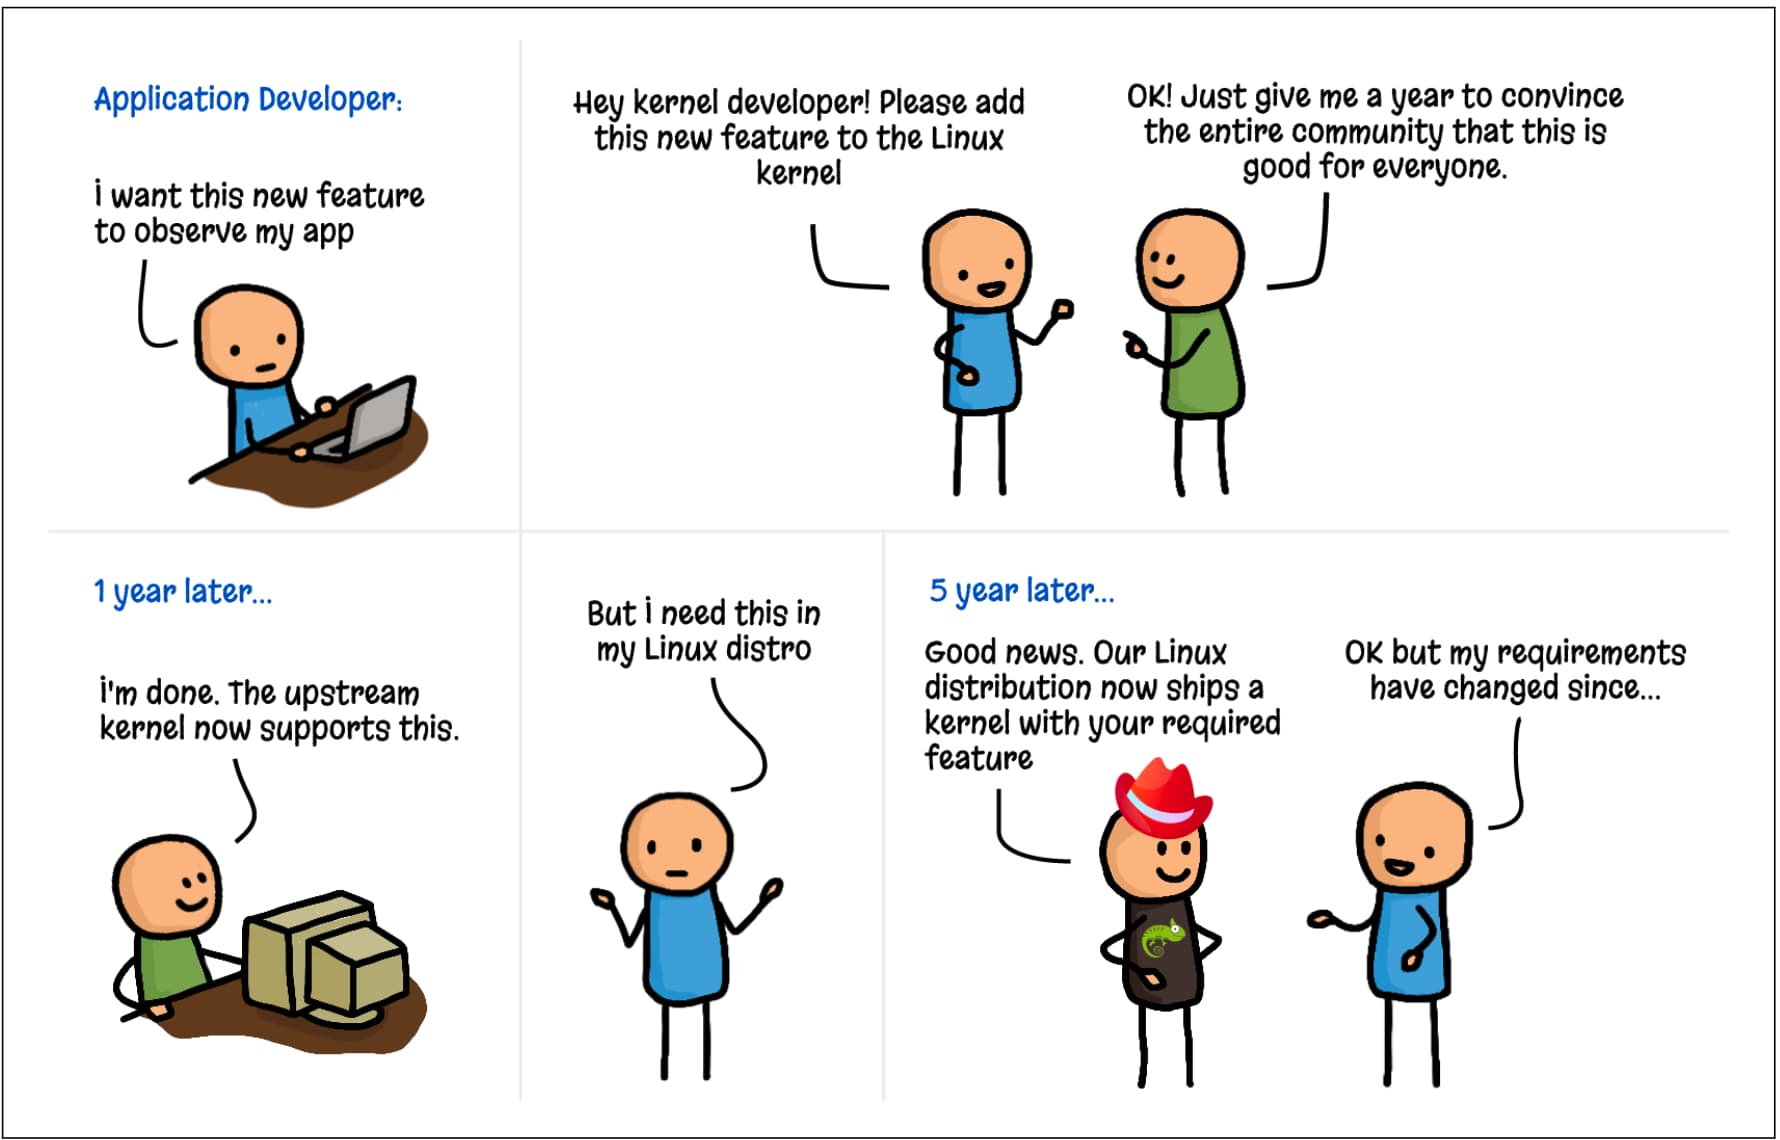 Application Developer:
i want this new feature
to observe my app
Hey kernel developer! Please add
this new feature to the Linux
kernel
OK! Just give me a year to convince
the entire community that this is
good for everyone.
1 year later...
i'm done. The upstream
kernel now supports this.
But i need this in
my Linux distro
5 year later...
Good news. Our Linux
distribution now ships a
kernel with your required
feature
OK but my requirements
have changed since...